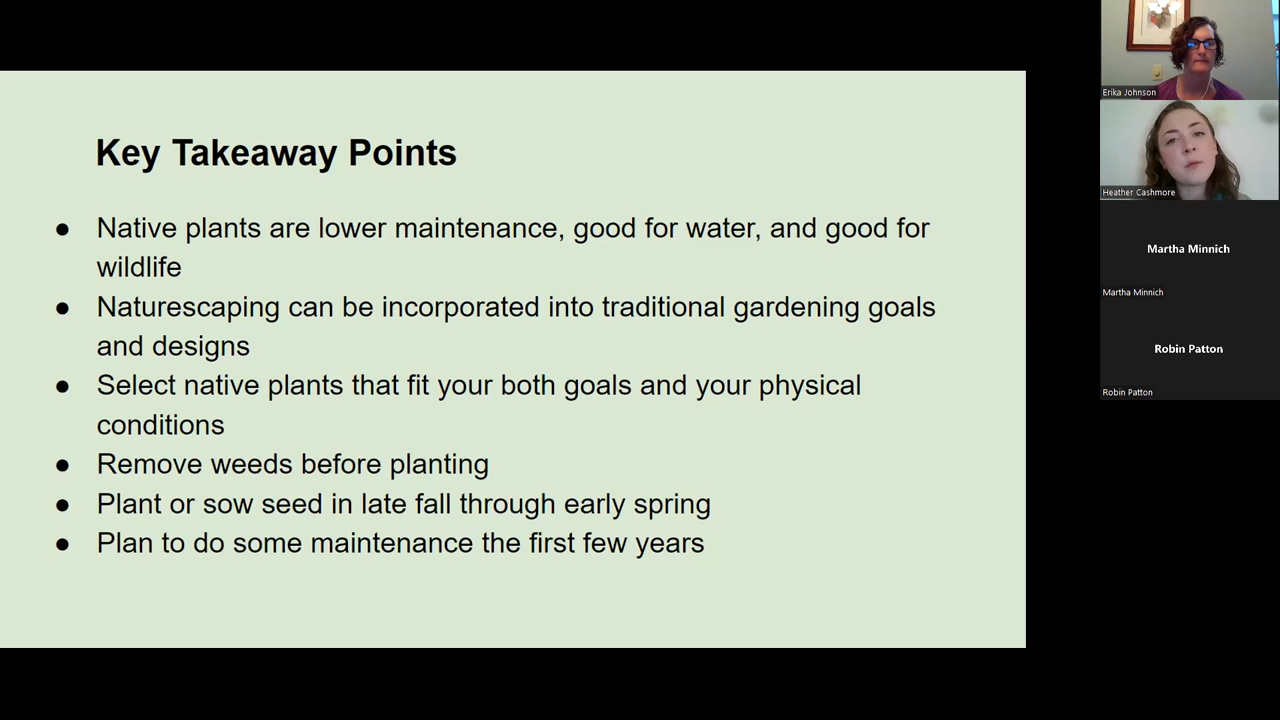 Key Takeaway Points
● Native plants are lower maintenance, good for water, and good for
wildlife
● Naturescaping can be incorporated into traditional gardening goals
and designs
● Select native plants that fit your both goals and your physical
conditions
● Remove weeds before planting
● Plant or sow seed in late fall through early spring
● Plan to do some maintenance the first few years
Erika Johnson
Heather Cashmore
Martha Minnich
Martha Minnich
Robin Patton
Robin Patton